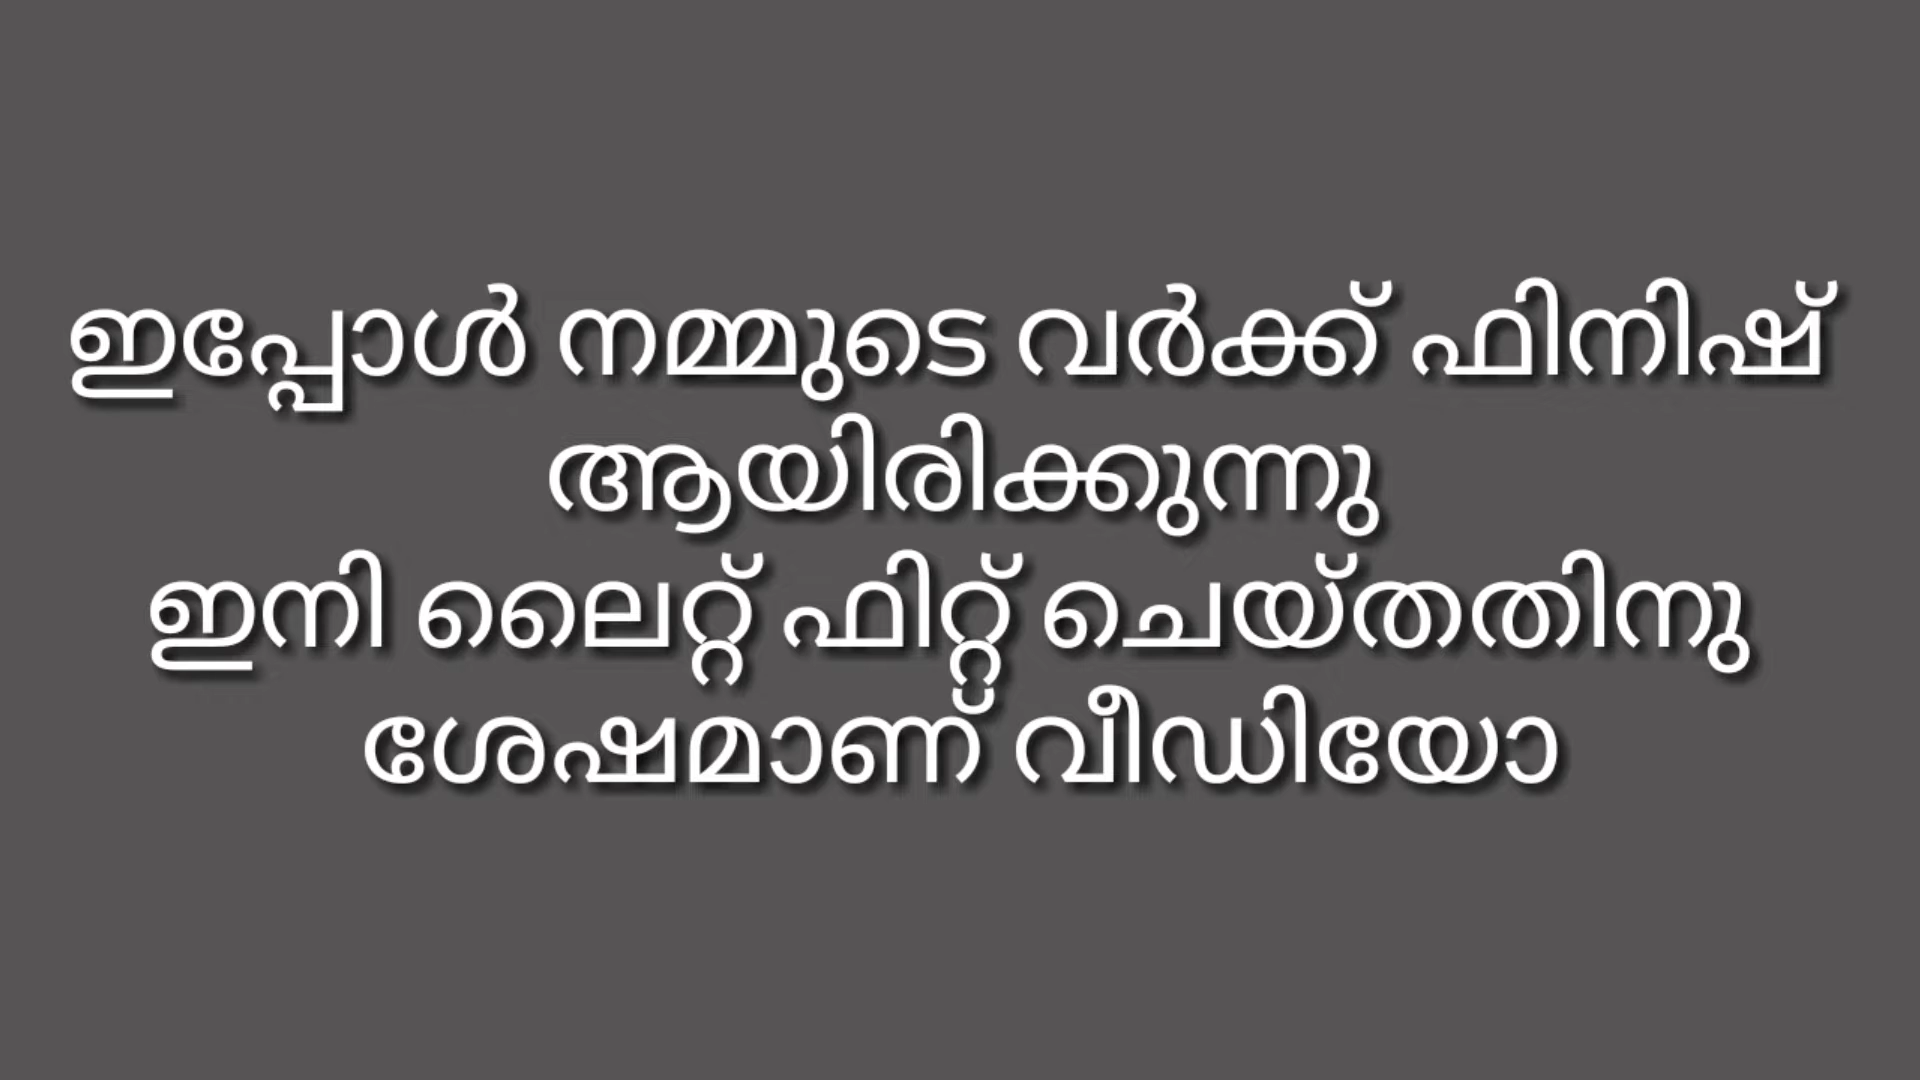 ഇപ്പോൾ നമ്മുടെ വർക്ക് ഫിനിഷ്
ആയിരിക്കുന്നു
ഇനി ലൈറ്റ് ഫിറ്റ് ചെയ്തതിനു
ശേഷമാണ് വീഡിയോ